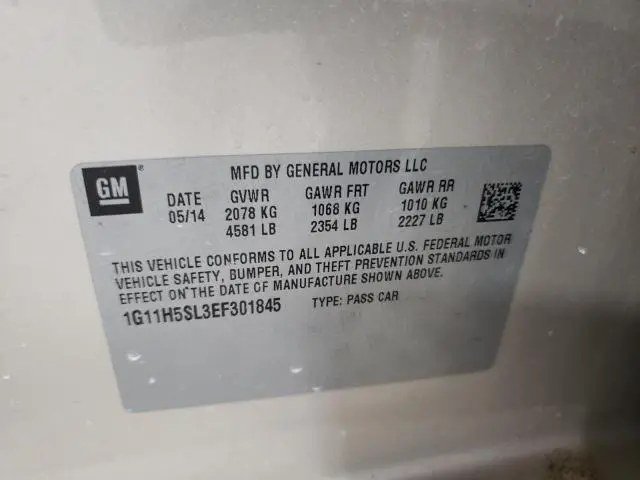 GM
MFD BY GENERAL MOTORS LLC
DATE GVWR GAWR FRT GAWR RR
05/14 2078 KG 1068 KG 1010 KG
4581 LB 2354 LB 2227 LB
THIS VEHICLE CONFORMS TO ALL APPLICABLE U.S. FEDERAL MOTOR
VEHICLE SAFETY, BUMPER, AND THEFT PREVENTION STANDARDS IN
EFFECT ON THE DATE OF MANUFACTURE SHOWN ABOVE.
1G11H5SL3EF301845 TYPE: PASS CAR